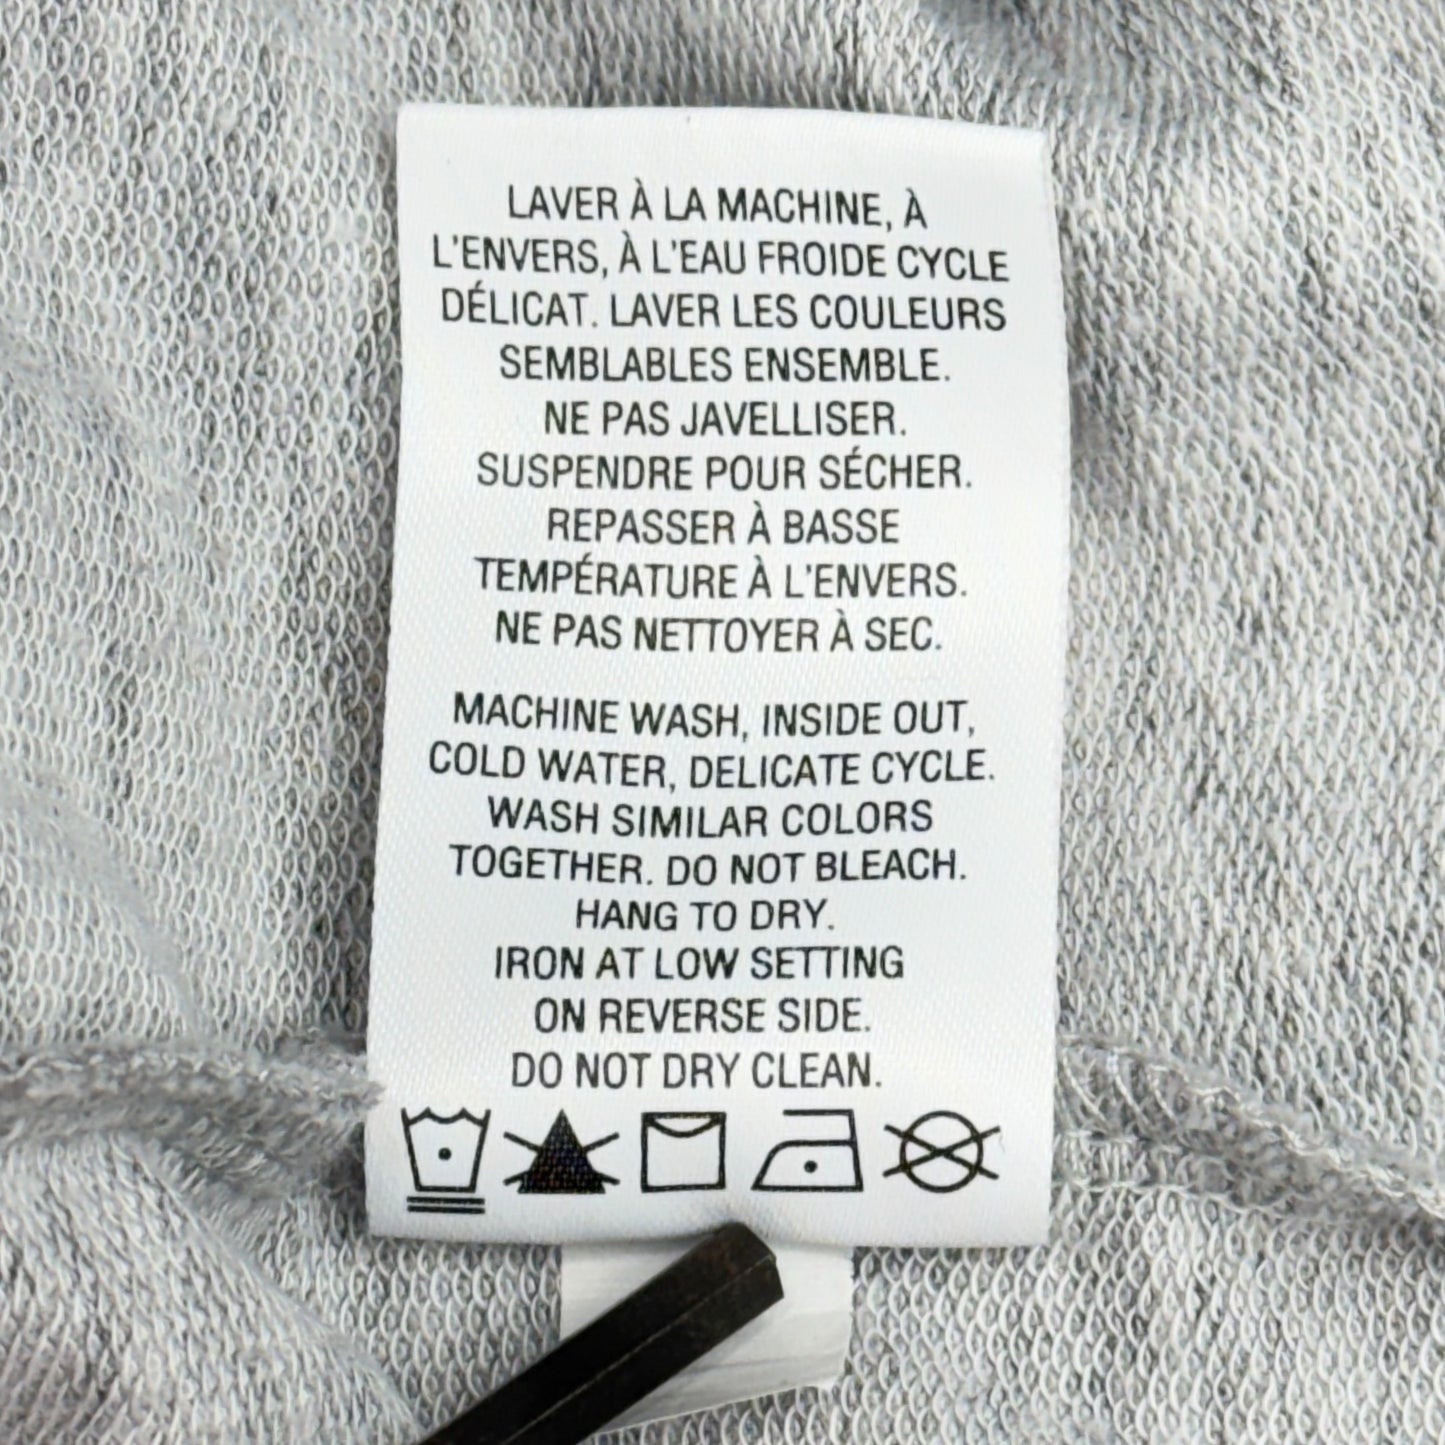 LAVER À LA MACHINE, À
L'ENVERS, À L'EAU FROIDE CYCLE
DÉLICAT. LAVER LES COULEURS
SEMBLABLES ENSEMBLE.
NE PAS JAVELLISER.
SUSPENDRE POUR SÉCHER.
REPASSER À BASSE
TEMPÉRATURE À L'ENVERS.
NE PAS NETTOYER À SEC.
MACHINE WASH, INSIDE OUT,
COLD WATER, DELICATE CYCLE.
WASH SIMILAR COLORS
TOGETHER. DO NOT BLEACH.
HANG TO DRY.
IRON AT LOW SETTING
ON REVERSE SIDE.
DO NOT DRY CLEAN.